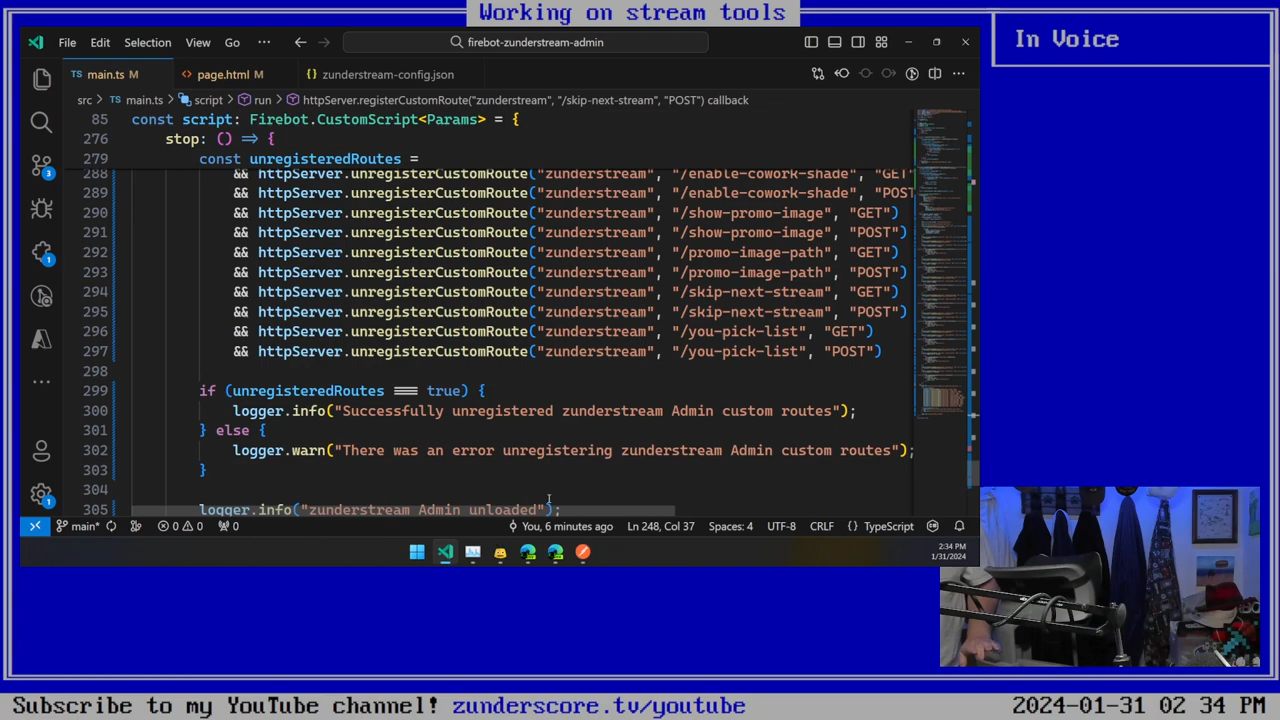 Working on stream tools
In Voice
File Edit Selection View Go ··· firebot-zunderstream-admin
TS main.ts M <> page.html M {} zunderstream-config.json
src > TS main.ts > script > run > httpServer.registerCustomRoute("zunderstream", "/skip-next-stream", "POST") callback
85 const script: Firebot.CustomScript<Params> = {
276 stop: () => {
279 const unregisteredRoutes =
288 httpServer.unregisterCustomRoute("zunderstream", "/enable-cowork-shade", "GET"
289 && httpServer.unregisterCustomRoute("zunderstream", "/enable-cowork-shade", "POST
290 && httpServer.unregisterCustomRoute("zunderstream", "/show-promo-image", "GET")
291 && httpServer.unregisterCustomRoute("zunderstream", "/show-promo-image", "POST")
292 && httpServer.unregisterCustomRoute("zunderstream", "/promo-image-path", "GET")
293 && httpServer.unregisterCustomRoute("zunderstream", "/promo-image-path", "POST")
294 && httpServer.unregisterCustomRoute("zunderstream", "/skip-next-stream", "GET")
295 && httpServer.unregisterCustomRoute("zunderstream", "/skip-next-stream", "POST")
296 && httpServer.unregisterCustomRoute("zunderstream", "/you-pick-list", "GET")
297 && httpServer.unregisterCustomRoute("zunderstream", "/you-pick-list", "POST")
298
299 if (unregisteredRoutes === true) {
300 logger.info("Successfully unregistered zunderstream Admin custom routes");
301 } else {
302 logger.warn("There was an error unregistering zunderstream Admin custom routes");
303 }
304
305 logger.info("zunderstream Admin unloaded");
3
1
1
main* 0 0 0 You, 6 minutes ago Ln 248, Col 37 Spaces: 4 UTF-8 CRLF {} TypeScript
2:34 PM
1/31/2024
Subscribe to my YouTube channel! zunderscore.tv/youtube 2024-01-31 02 34 PM